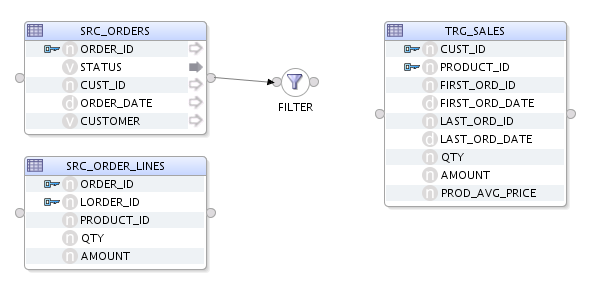 SRC_ORDERS
n ORDER_ID
v STATUS
n CUST_ID
d ORDER_DATE
v CUSTOMER
FILTER
SRC_ORDER_LINES
n ORDER_ID
n LORDER_ID
n PRODUCT_ID
n QTY
n AMOUNT
TRG_SALES
n CUST_ID
n PRODUCT_ID
n FIRST_ORD_ID
d FIRST_ORD_DATE
n LAST_ORD_ID
d LAST_ORD_DATE
n QTY
n AMOUNT
n PROD_AVG_PRICE